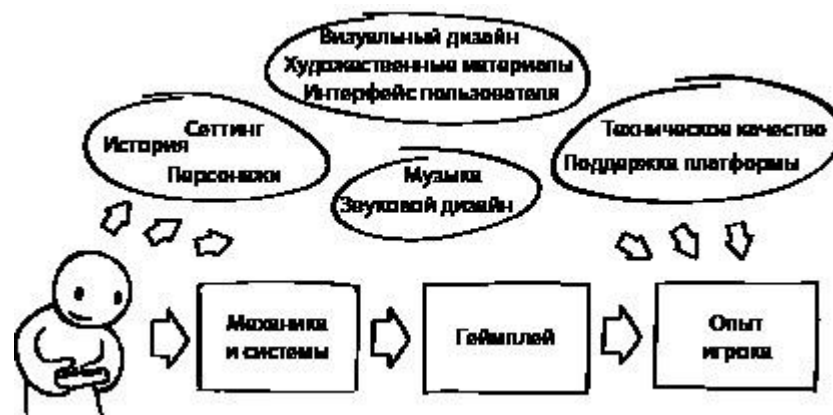 Визуальный дизайн
Художественные материалы
Интерфейс пользователя
Сеттинг
История
Персонажи
Музыка
Звуковой дизайн
Техническое качество
Поддержка платформы
Механика
и системы
Геймплей
Опыт
игрока